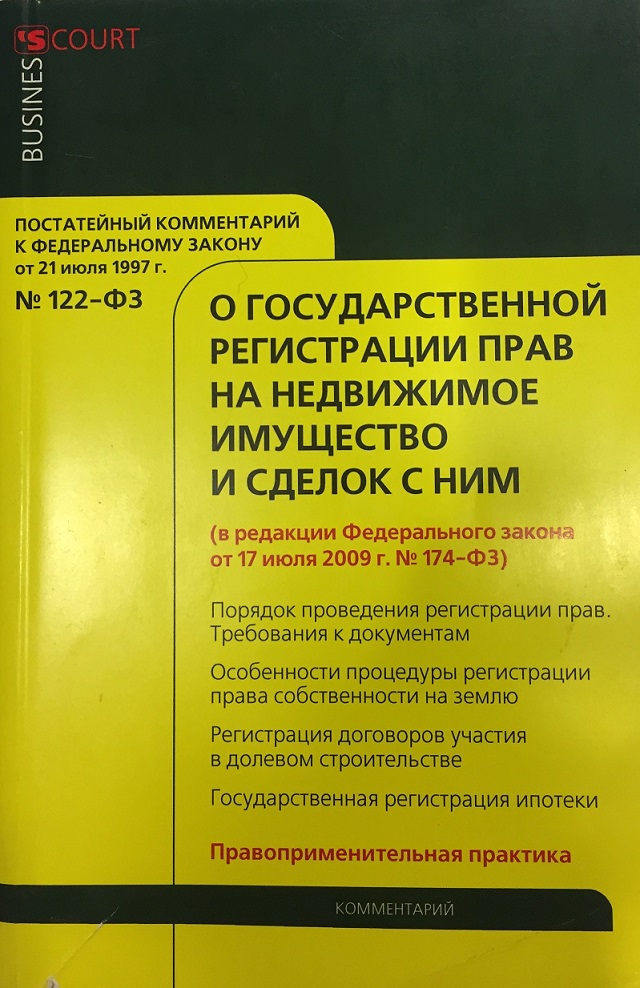 BUSINES'S COURT
ПОСТАТЕЙНЫЙ КОММЕНТАРИЙ
К ФЕДЕРАЛЬНОМУ ЗАКОНУ
от 21 июля 1997 г.
№ 122–ФЗ
О ГОСУДАРСТВЕННОЙ
РЕГИСТРАЦИИ ПРАВ
НА НЕДВИЖИМОЕ
ИМУЩЕСТВО
И СДЕЛОК С НИМ
(в редакции Федерального закона
от 17 июля 2009 г. № 174–ФЗ)
Порядок проведения регистрации прав.
Требования к документам
Особенности процедуры регистрации
права собственности на землю
Регистрация договоров участия
в долевом строительстве
Государственная регистрация ипотеки
Правоприменительная практика
КОММЕНТАРИЙ